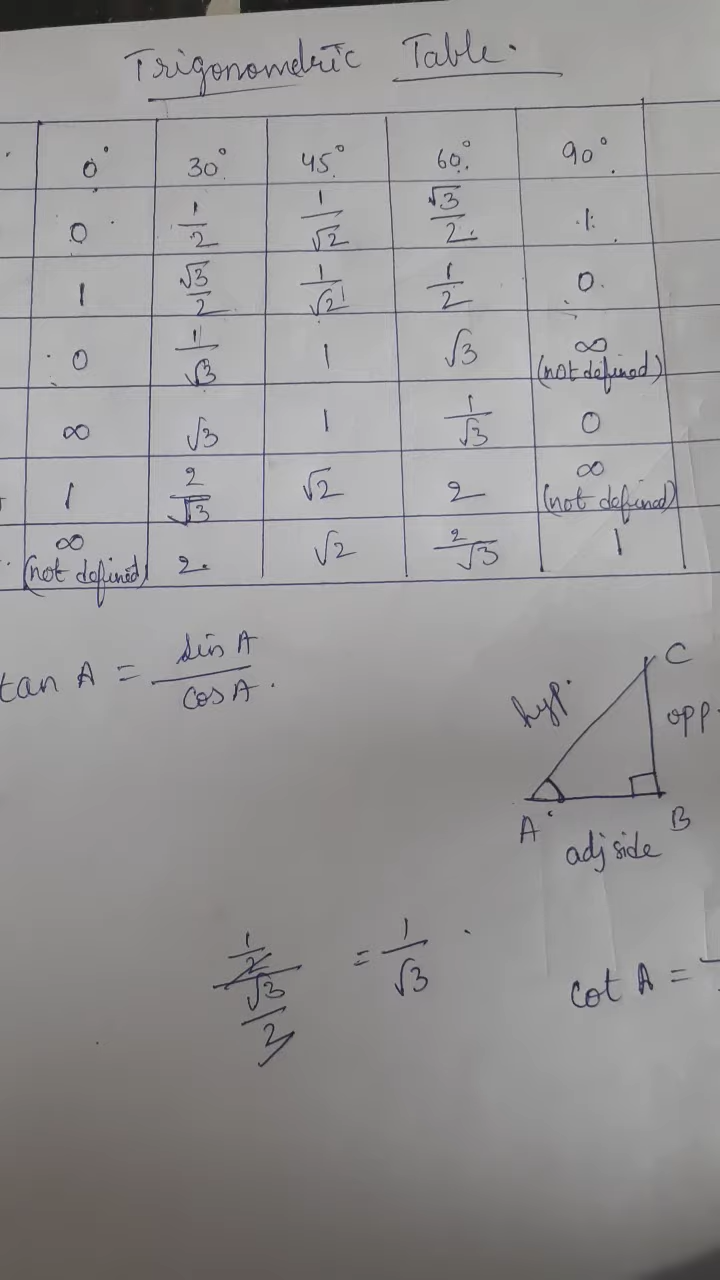 Trigonometric Table.
0° 30° 45° 60° 90°
0 1/2 1/√2 √3/2 1
1 √3/2 1/√2 1/2 0
0 1/√3 1 √3 ∞ (not defined)
∞ √3 1 1/√3 0
1 2/√3 √2 2 ∞ (not defined)
∞ (not defined) 2 √2 2/√3 1
tan A = sin A / cos A.
C
hyp. opp.
A B
adj side
1/2 / √3/2 = 1/√3
cot A =